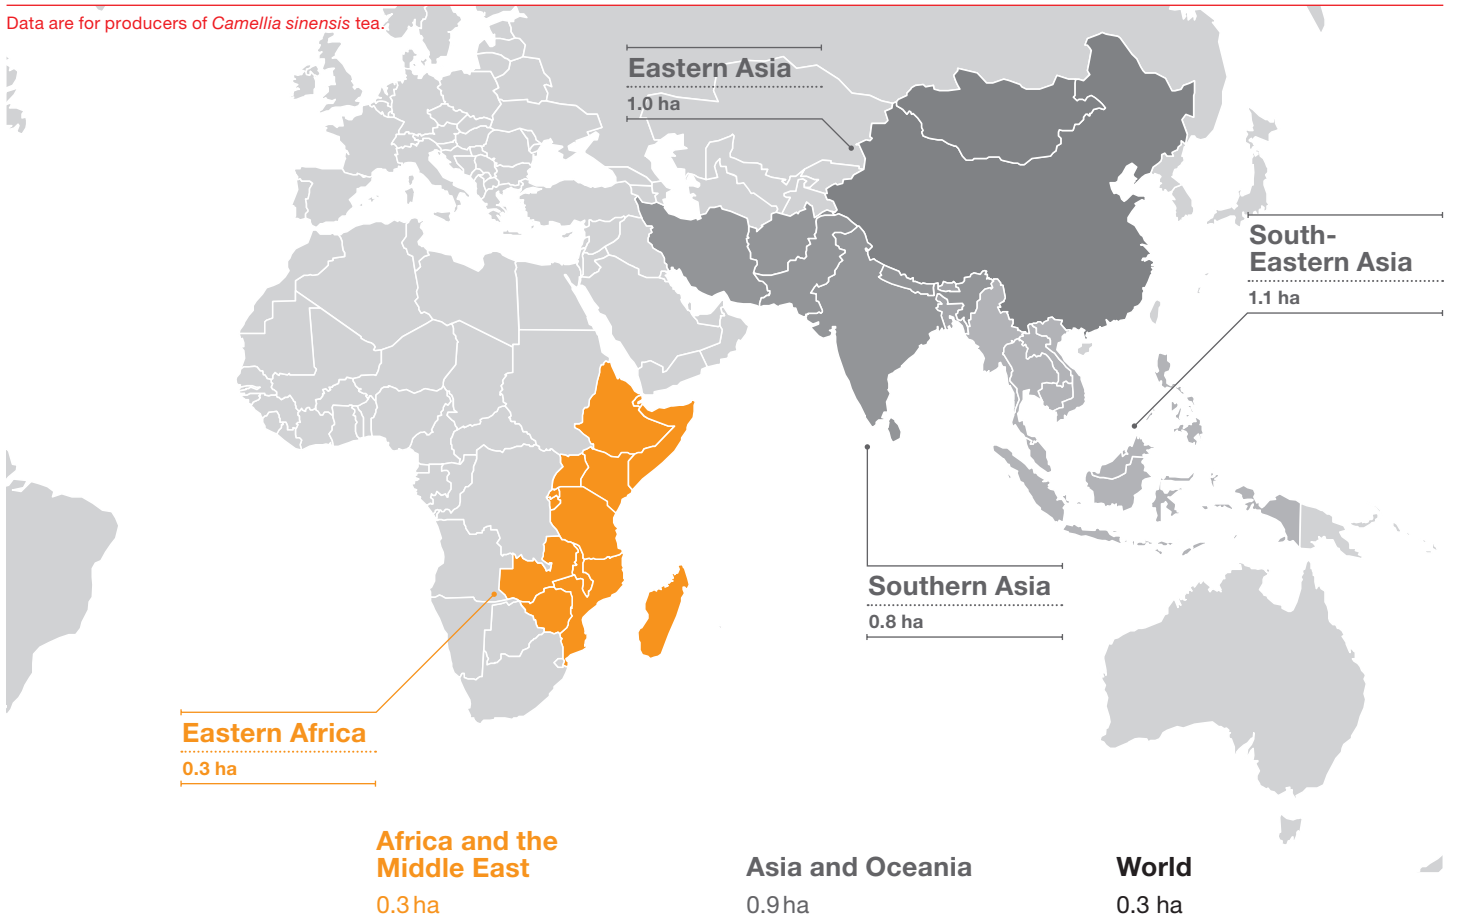 Data are for producers of Camellia sinensis tea.
Eastern Asia
1.0 ha
South-
Eastern Asia
1.1 ha
Southern Asia
0.8 ha
Eastern Africa
0.3 ha
Africa and the
Middle East
0.3 ha
Asia and Oceania
0.9 ha
World
0.3 ha